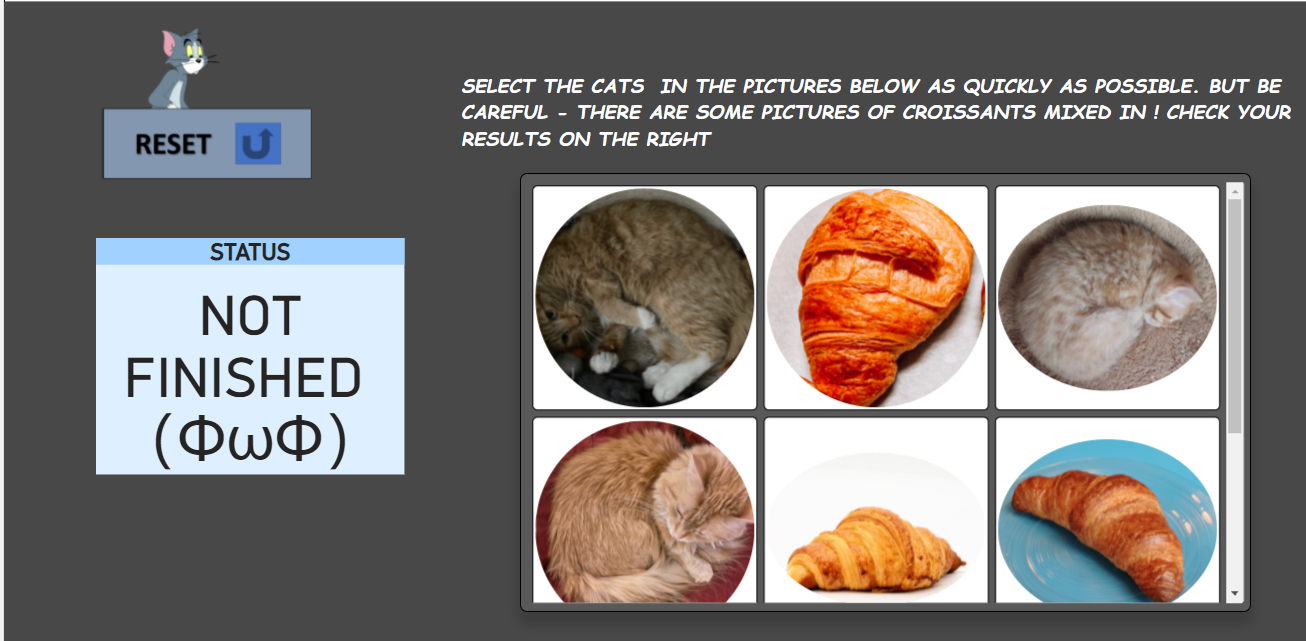 RESET
SELECT THE CATS  IN THE PICTURES BELOW AS QUICKLY AS POSSIBLE. BUT BE
CAREFUL - THERE ARE SOME PICTURES OF CROISSANTS MIXED IN ! CHECK YOUR
RESULTS ON THE RIGHT
STATUS
NOT
FINISHED
(ΦωΦ)